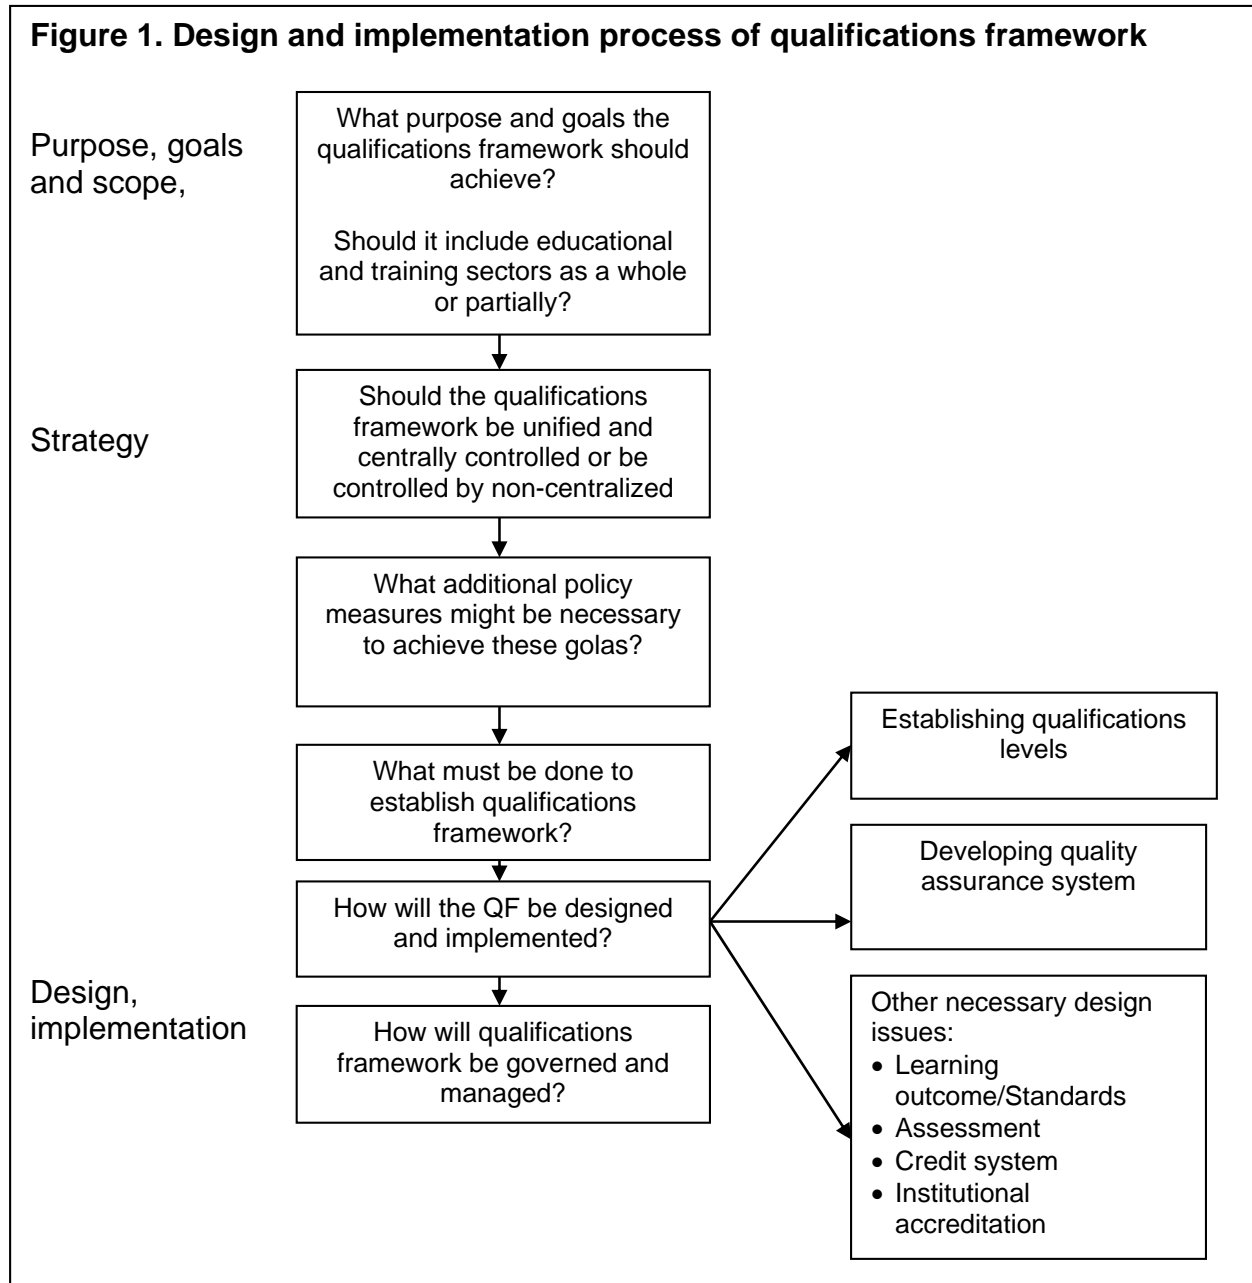 Figure 1. Design and implementation process of qualifications framework
Purpose, goals
and scope,
What purpose and goals the
qualifications framework should
achieve?
Should it include educational
and training sectors as a whole
or partially?
Strategy
Should the qualifications
framework be unified and
centrally controlled or be
controlled by non-centralized
What additional policy
measures might be necessary
to achieve these golas?
What must be done to
establish qualifications
framework?
How will the QF be designed
and implemented?
Design,
implementation
How will qualifications
framework be governed and
managed?
Establishing qualifications
levels
Developing quality
assurance system
Other necessary design
issues:
• Learning
outcome/Standards
• Assessment
• Credit system
• Institutional
accreditation